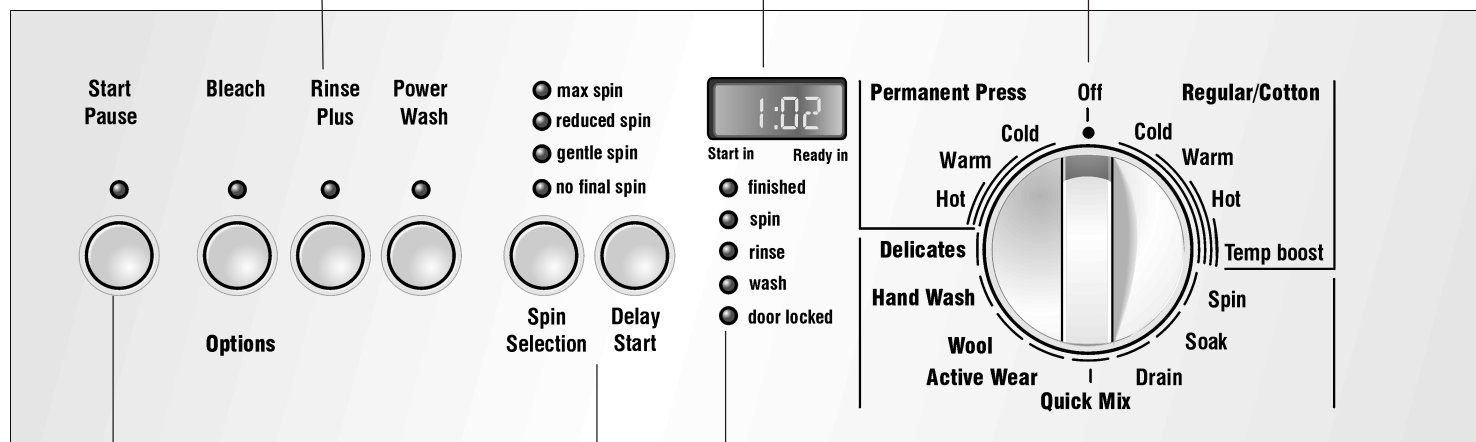 Start
Pause
Bleach
Rinse
Plus
Power
Wash
Options
max spin
reduced spin
gentle spin
no final spin
Spin
Selection
Delay
Start
1:02
Start in
Ready in
finished
spin
rinse
wash
door locked
Permanent Press
Off
Regular/Cotton
Cold
Warm
Hot
Cold
Warm
Hot
Temp boost
Delicates
Hand Wash
Wool
Active Wear
Quick Mix
Drain
Soak
Spin